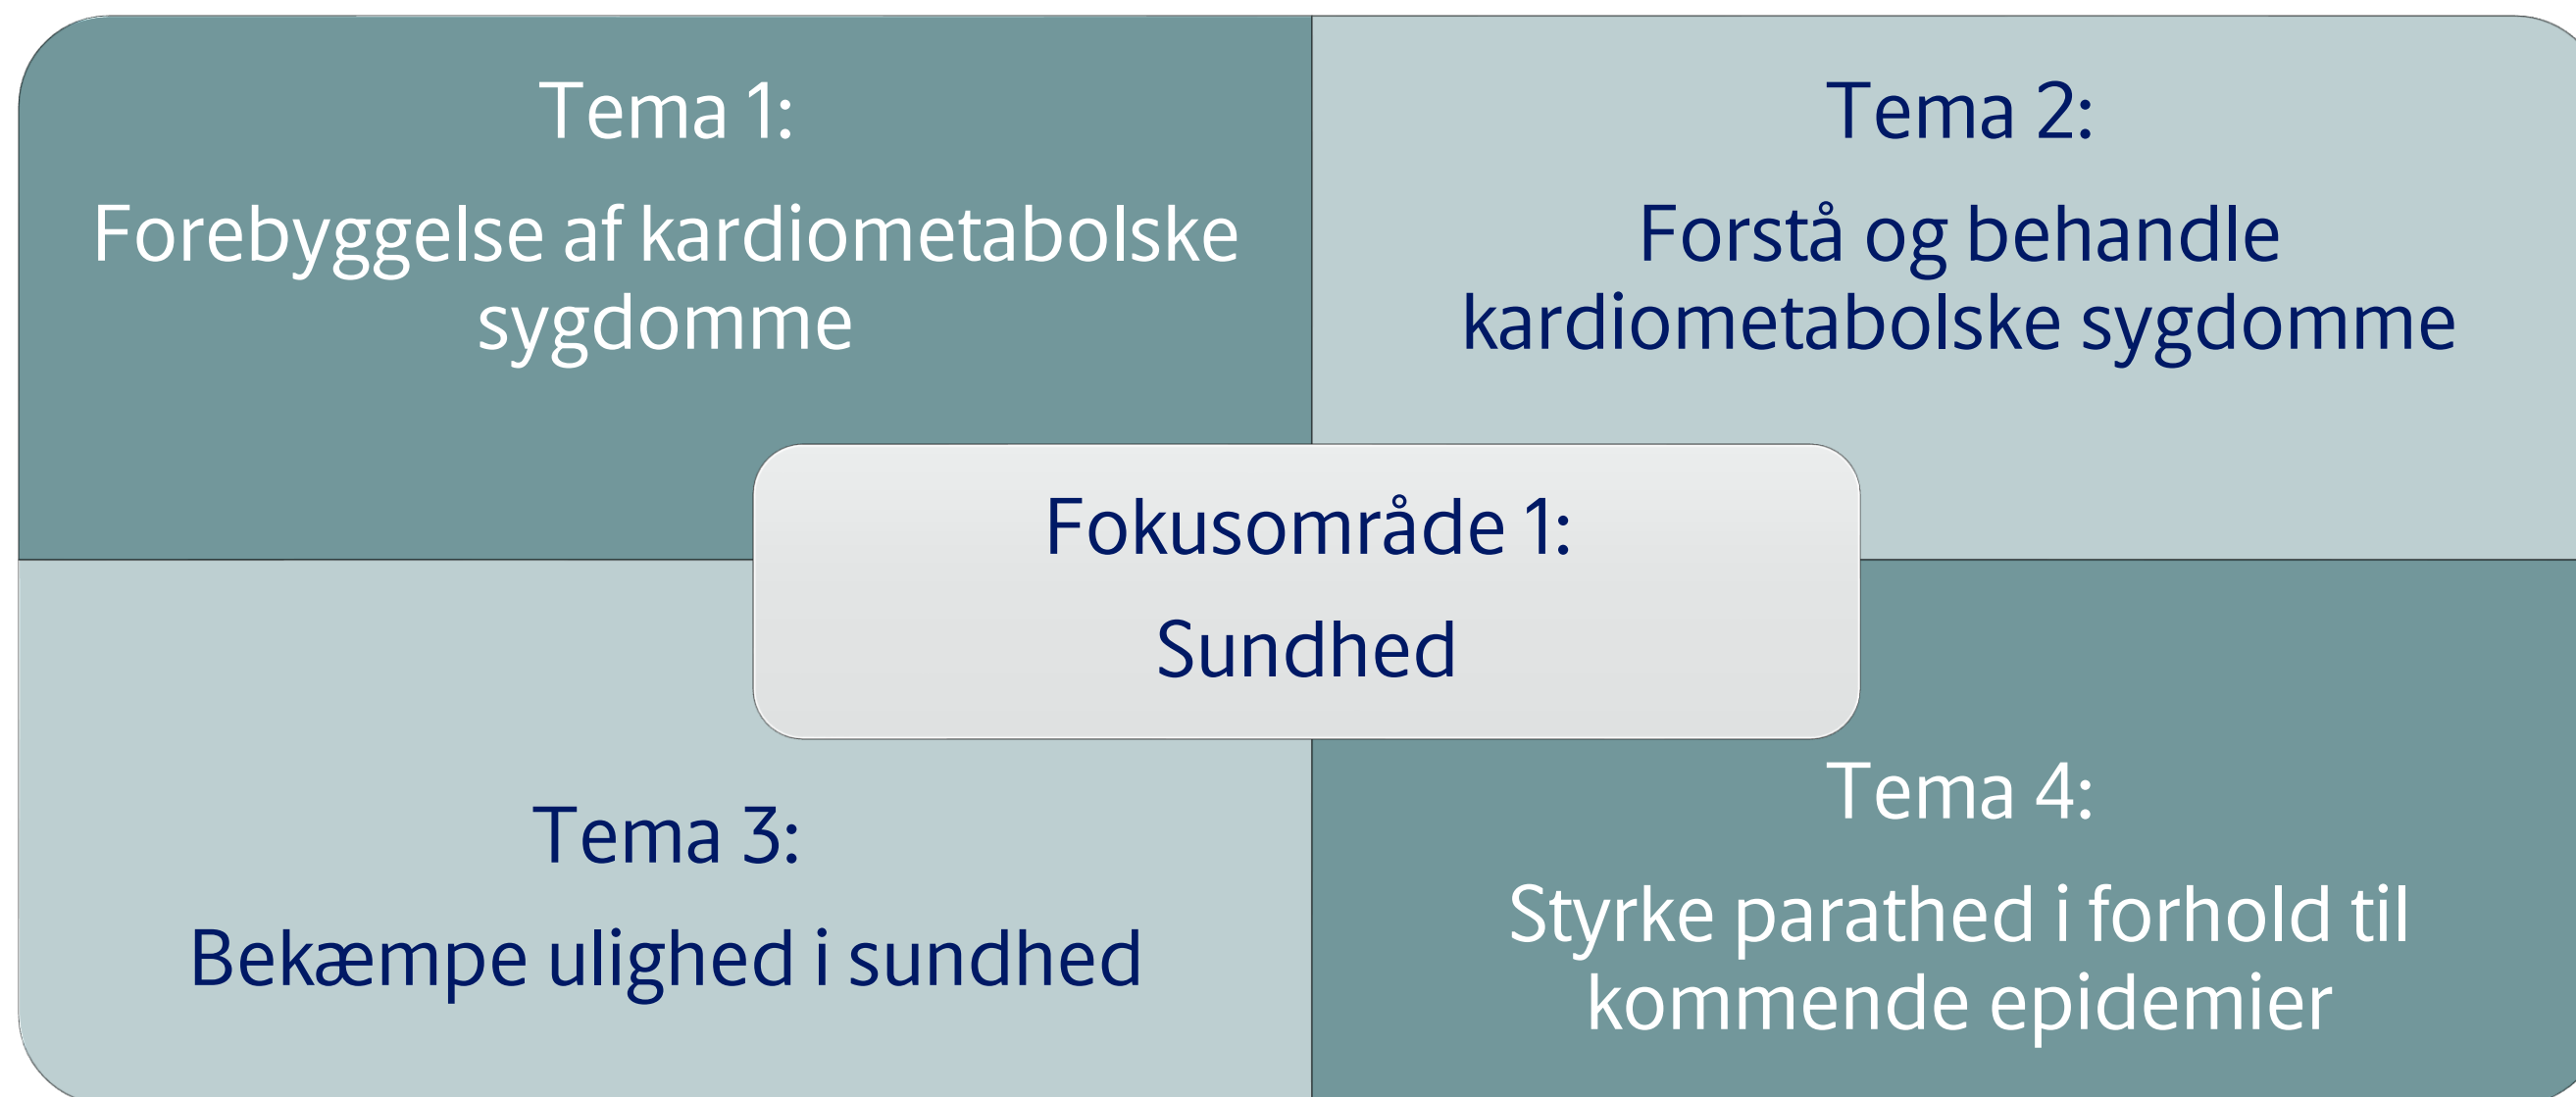 Tema 1:
Forebyggelse af kardiometabolske
sygdomme
Tema 2:
Forstå og behandle
kardiometabolske sygdomme
Fokusområde 1:
Sundhed
Tema 3:
Bekæmpe ulighed i sundhed
Tema 4:
Styrke parathed i forhold til
kommende epidemier